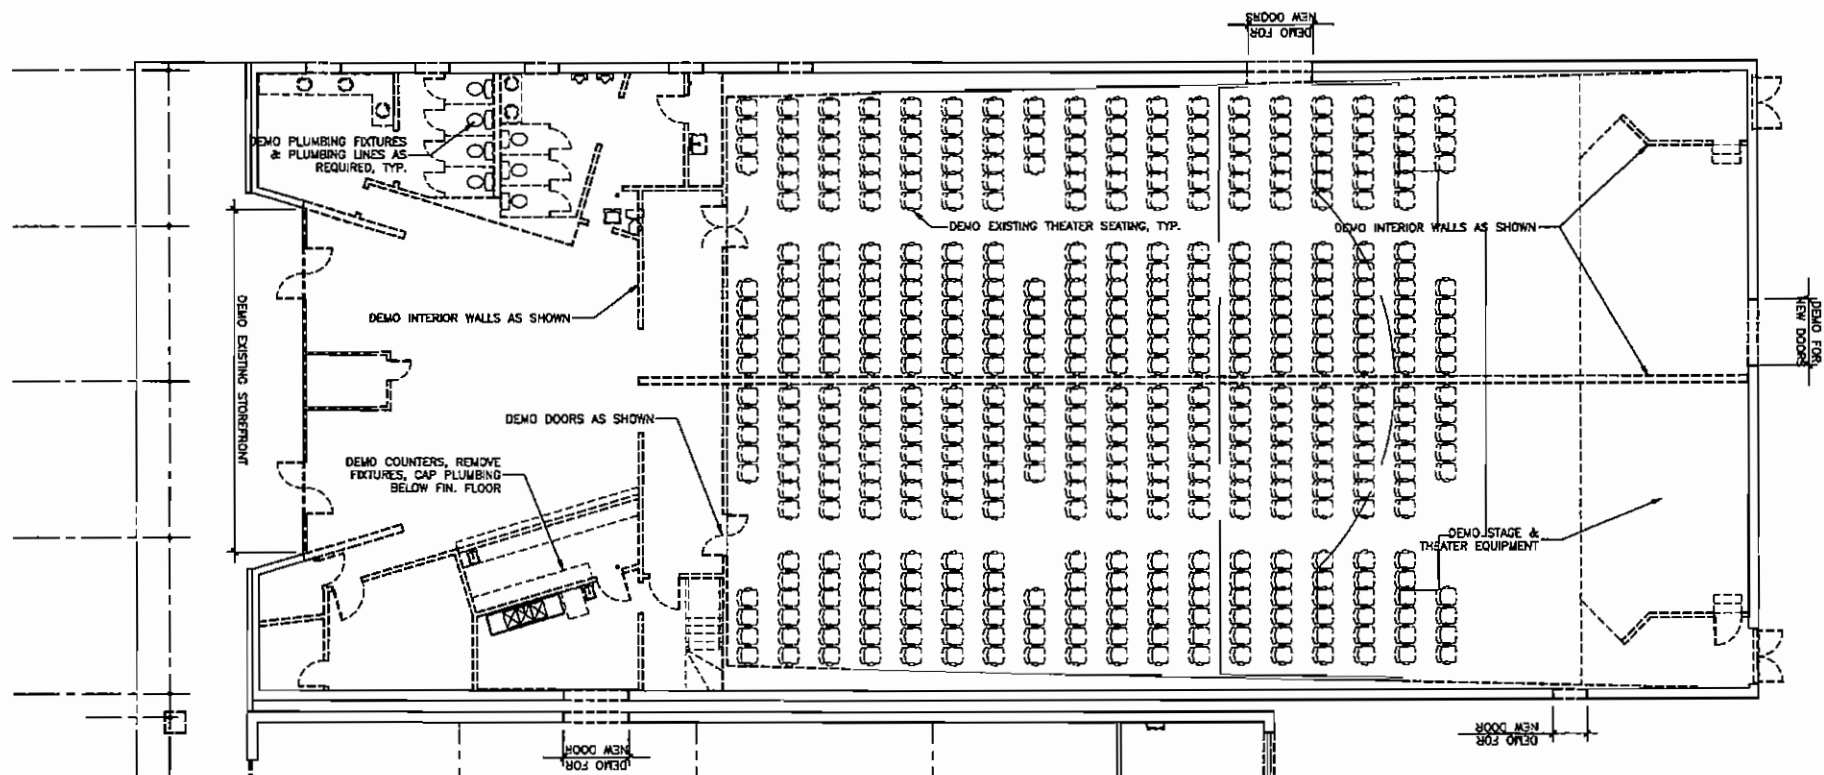 DEMO FOR
NEW DOORS
DEMO PLUMBING FIXTURES
& PLUMBING LINES AS
REQUIRED, TYP.
DEMO EXISTING THEATER SEATING, TYP.
DEMO INTERIOR WALLS AS SHOWN
DEMO INTERIOR WALLS AS SHOWN
DEMO EXISTING STOREFRONT
DEMO FOR
NEW DOORS
DEMO DOORS AS SHOWN
DEMO COUNTERS, REMOVE
FIXTURES, CAP PLUMBING
BELOW FIN. FLOOR
DEMO STAGE &
THEATER EQUIPMENT
DEMO FOR
NEW DOOR
DEMO FOR
NEW DOOR